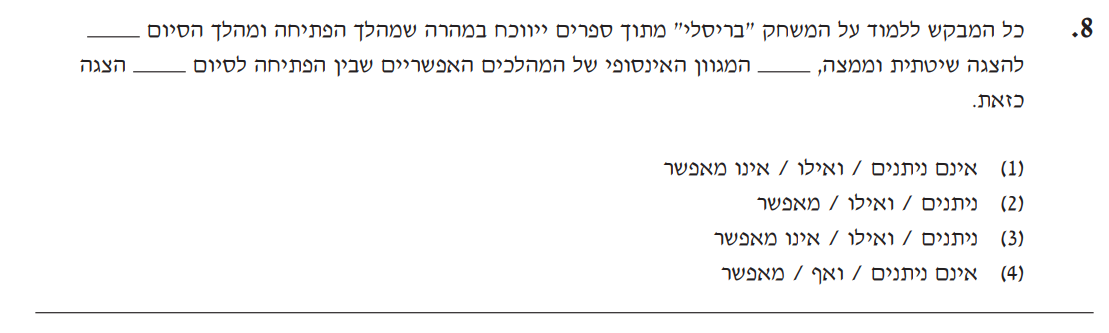 8. כל המבקש ללמוד על המשחק "בריסלי" מתוך ספרים ייווכח במהרה שמהלך הפתיחה ומהלך הסיום _____
להצגה שיטתית וממצה, _____ המגוון האינסופי של המהלכים האפשריים שבין הפתיחה לסיום _____ הצגה
כזאת.
(1) אינם ניתנים / ואילו / אינו מאפשר
(2) ניתנים / ואילו / מאפשר
(3) ניתנים / ואילו / אינו מאפשר
(4) אינם ניתנים / ואף / מאפשר